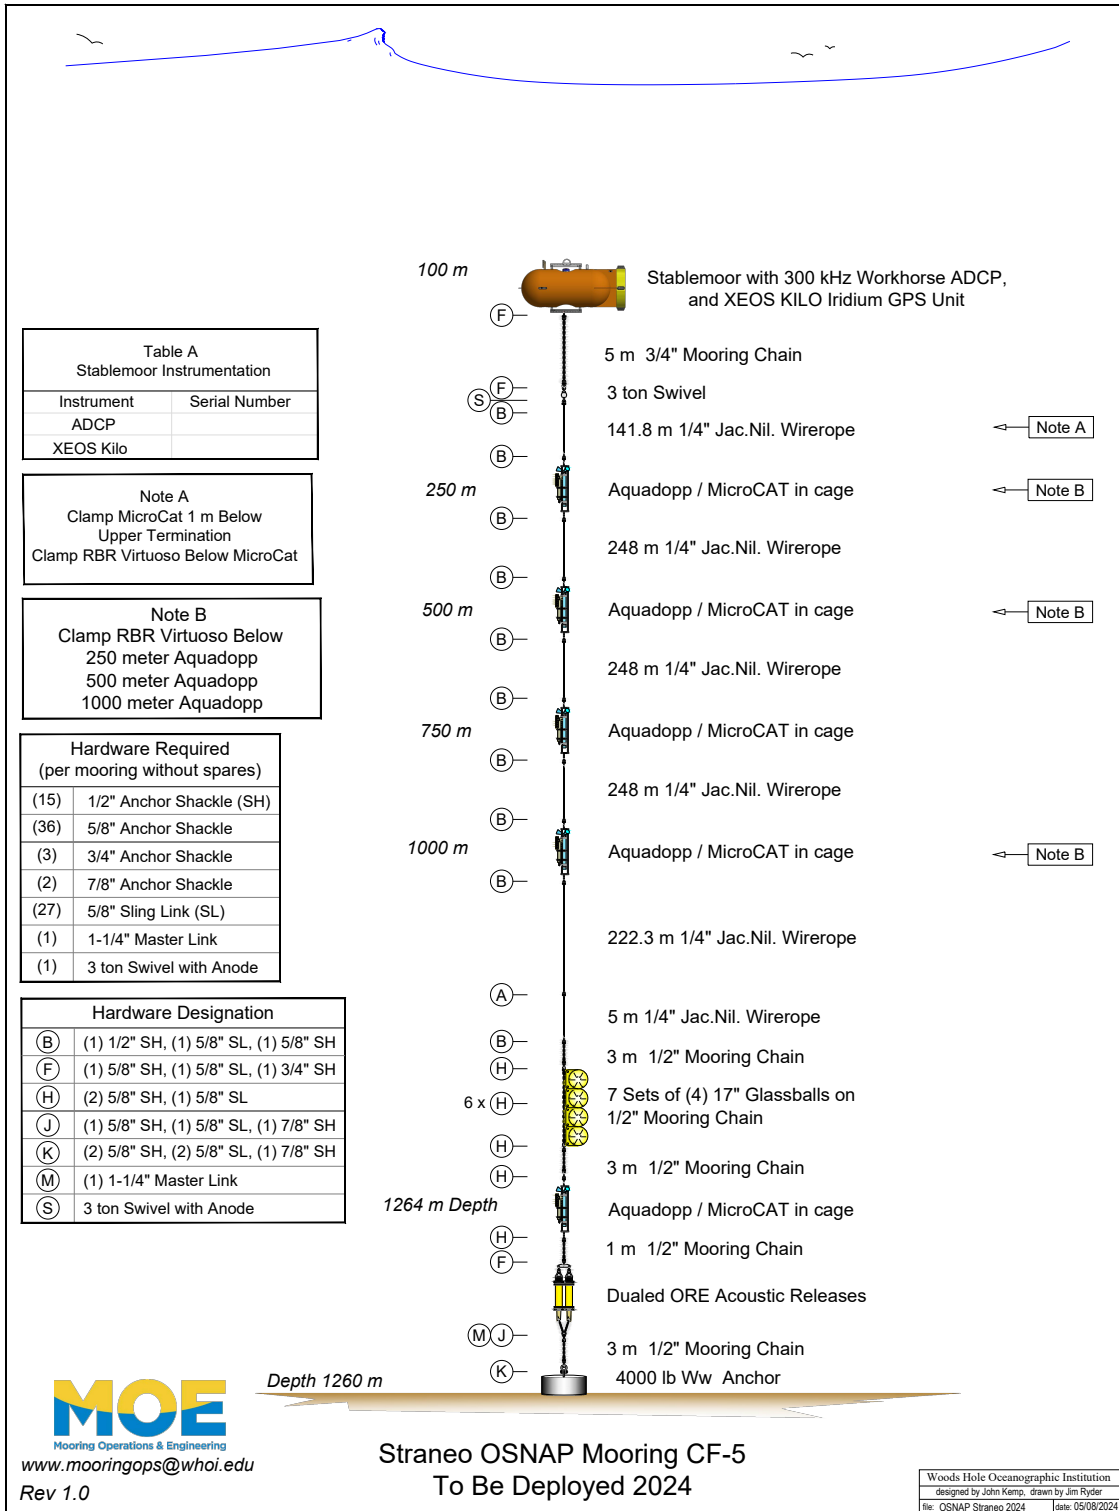 100 m
Stablemoor with 300 kHz Workhorse ADCP,
and XEOS KILO Iridium GPS Unit
F
5 m 3/4" Mooring Chain
F
S
3 ton Swivel
B
141.8 m 1/4" Jac.Nil. Wirerope
Note A
B
250 m
Aquadopp / MicroCAT in cage
Note B
B
248 m 1/4" Jac.Nil. Wirerope
B
500 m
Aquadopp / MicroCAT in cage
Note B
B
248 m 1/4" Jac.Nil. Wirerope
B
750 m
Aquadopp / MicroCAT in cage
B
248 m 1/4" Jac.Nil. Wirerope
B
1000 m
Aquadopp / MicroCAT in cage
Note B
B
222.3 m 1/4" Jac.Nil. Wirerope
A
5 m 1/4" Jac.Nil. Wirerope
B
3 m 1/2" Mooring Chain
H
6 x H
7 Sets of (4) 17" Glassballs on
1/2" Mooring Chain
H
3 m 1/2" Mooring Chain
H
1264 m Depth
Aquadopp / MicroCAT in cage
H
1 m 1/2" Mooring Chain
F
Dualed ORE Acoustic Releases
M J
3 m 1/2" Mooring Chain
K
4000 lb Ww Anchor
Depth 1260 m
Table A
Stablemoor Instrumentation
Instrument Serial Number
ADCP
XEOS Kilo
Note A
Clamp MicroCat 1 m Below
Upper Termination
Clamp RBR Virtuoso Below MicroCat
Note B
Clamp RBR Virtuoso Below
250 meter Aquadopp
500 meter Aquadopp
1000 meter Aquadopp
Hardware Required
(per mooring without spares)
(15) 1/2" Anchor Shackle (SH)
(36) 5/8" Anchor Shackle
(3) 3/4" Anchor Shackle
(2) 7/8" Anchor Shackle
(27) 5/8" Sling Link (SL)
(1) 1-1/4" Master Link
(1) 3 ton Swivel with Anode
Hardware Designation
B (1) 1/2" SH, (1) 5/8" SL, (1) 5/8" SH
F (1) 5/8" SH, (1) 5/8" SL, (1) 3/4" SH
H (2) 5/8" SH, (1) 5/8" SL
J (1) 5/8" SH, (1) 5/8" SL, (1) 7/8" SH
K (2) 5/8" SH, (2) 5/8" SL, (1) 7/8" SH
M (1) 1-1/4" Master Link
S 3 ton Swivel with Anode
MOE
Mooring Operations & Engineering
www.mooringops@whoi.edu
Rev 1.0
Straneo OSNAP Mooring CF-5
To Be Deployed 2024
Woods Hole Oceanographic Institution
designed by John Kemp, drawn by Jim Ryder
file: OSNAP Straneo 2024 date: 05/08/2024